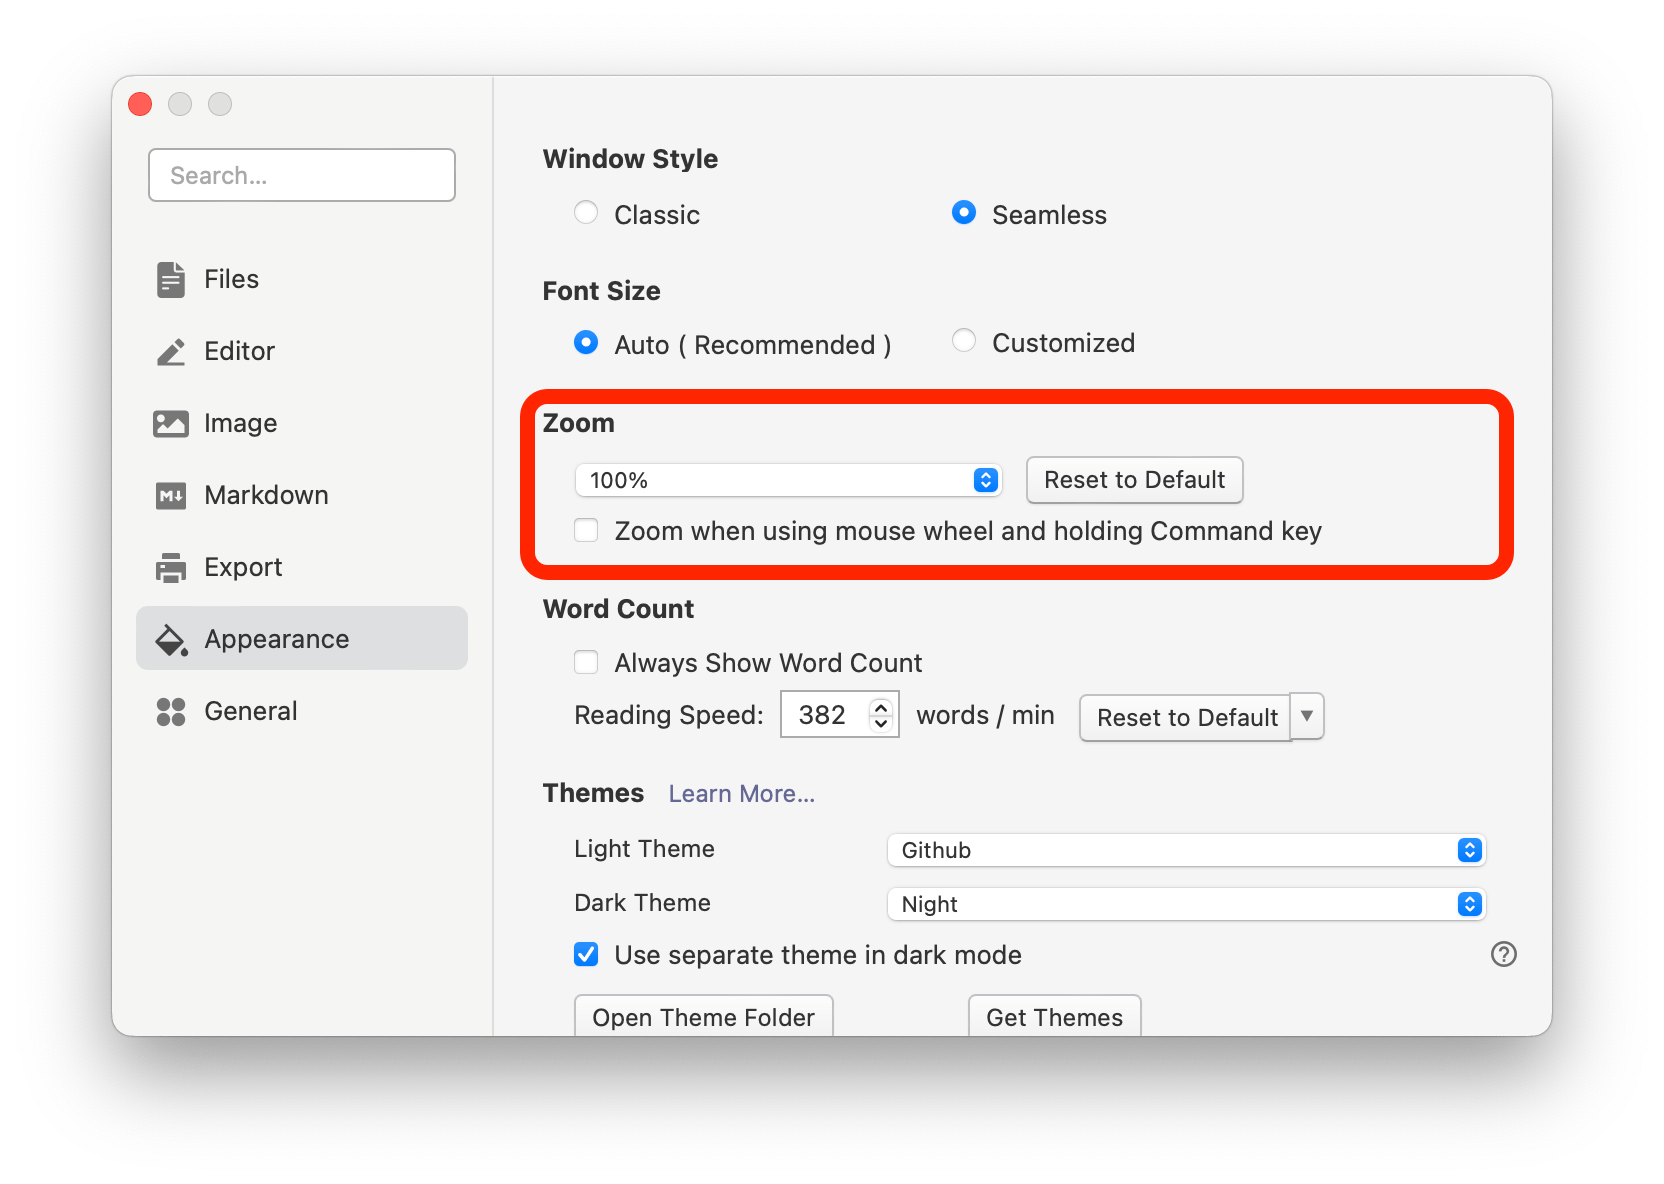 Search...
Files
Editor
Image
M↓ Markdown
Export
Appearance
General
Window Style
Classic Seamless
Font Size
Auto ( Recommended ) Customized
Zoom
100% Reset to Default
Zoom when using mouse wheel and holding Command key
Word Count
Always Show Word Count
Reading Speed: 382 words / min Reset to Default
Themes Learn More...
Light Theme Github
Dark Theme Night
Use separate theme in dark mode ?
Open Theme Folder Get Themes